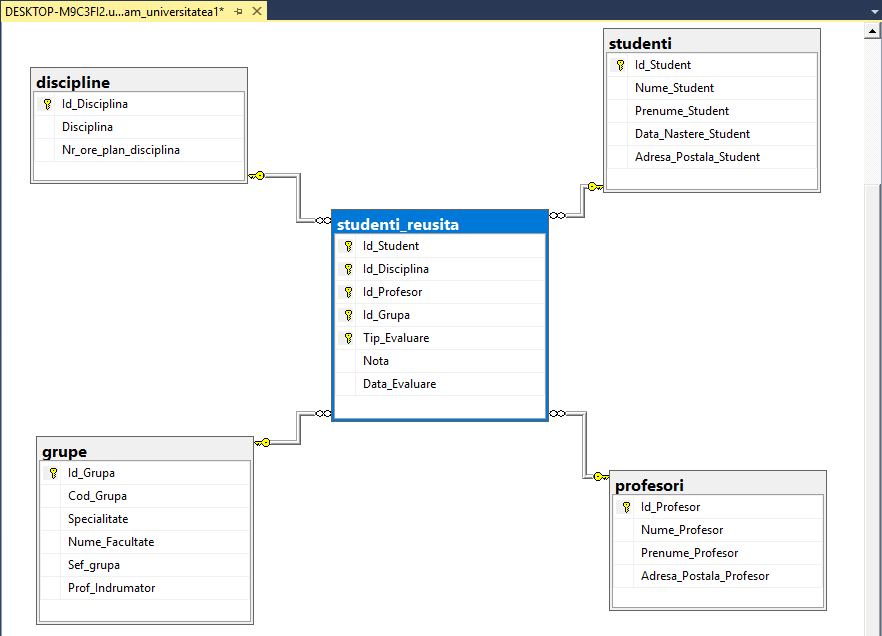 DESKTOP-M9C3FI2.u...am_universitatea1*
discipline
Id_Disciplina
Disciplina
Nr_ore_plan_disciplina
studenti
Id_Student
Nume_Student
Prenume_Student
Data_Nastere_Student
Adresa_Postala_Student
studenti_reusita
Id_Student
Id_Disciplina
Id_Profesor
Id_Grupa
Tip_Evaluare
Nota
Data_Evaluare
grupe
Id_Grupa
Cod_Grupa
Specialitate
Nume_Facultate
Sef_grupa
Prof_Indrumator
profesori
Id_Profesor
Nume_Profesor
Prenume_Profesor
Adresa_Postala_Profesor